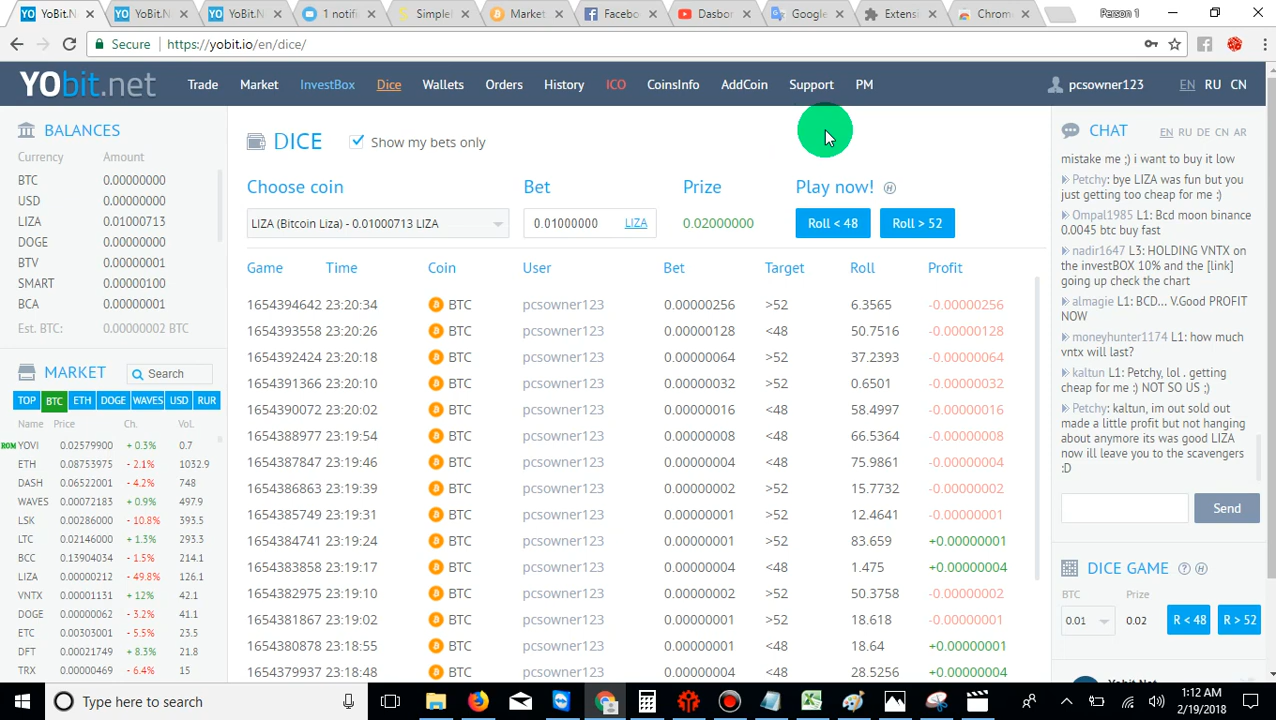 YoBit.N
YoBit.N
YoBit.N
1 notifi
Simple
Market
Facebo
Dasbo
Google
Extensi
Chrom
Person 1
Secure
https://yobit.io/en/dice/
YObit.net
Trade
Market
InvestBox
Dice
Wallets
Orders
History
ICO
CoinsInfo
AddCoin
Support
PM
pcsowner123
EN RU CN
BALANCES
Currency Amount
BTC 0.00000000
USD 0.00000000
LIZA 0.01000713
DOGE 0.00000000
BTV 0.00000001
SMART 0.00000100
BCA 0.00000001
Est. BTC: 0.00000002 BTC
MARKET
Search
TOP BTC ETH DOGE WAVES USD RUR
Name Price Ch. Vol.
YOVI 0.02579900 + 0.3% 0.7
ETH 0.08753975 - 2.1% 1032.9
DASH 0.06522001 - 4.2% 748
WAVES 0.00072183 + 0.9% 497.9
LSK 0.00286000 - 10.8% 393.5
LTC 0.02146000 + 1.3% 293.3
BCC 0.13904034 - 1.5% 214.1
LIZA 0.00000212 - 49.8% 126.1
VNTX 0.00001131 + 12% 42.1
DOGE 0.00000062 - 3.2% 41.1
ETC 0.00303001 - 5.5% 23.5
DFT 0.00021749 + 8.3% 21.8
TRX 0.00000469 - 6.4% 15
DICE
Show my bets only
Choose coin Bet Prize Play now! H
LIZA (Bitcoin Liza) - 0.01000713 LIZA 0.01000000 LIZA 0.02000000 Roll < 48 Roll > 52
Game Time Coin User Bet Target Roll Profit
1654394642 23:20:34 BTC pcsowner123 0.00000256 >52 6.3565 -0.00000256
1654393558 23:20:26 BTC pcsowner123 0.00000128 <48 50.7516 -0.00000128
1654392424 23:20:18 BTC pcsowner123 0.00000064 >52 37.2393 -0.00000064
1654391366 23:20:10 BTC pcsowner123 0.00000032 >52 0.6501 -0.00000032
1654390072 23:20:02 BTC pcsowner123 0.00000016 <48 58.4997 -0.00000016
1654388977 23:19:54 BTC pcsowner123 0.00000008 <48 66.5364 -0.00000008
1654387847 23:19:46 BTC pcsowner123 0.00000004 <48 75.9861 -0.00000004
1654386863 23:19:39 BTC pcsowner123 0.00000002 >52 15.7732 -0.00000002
1654385749 23:19:31 BTC pcsowner123 0.00000001 >52 12.4641 -0.00000001
1654384741 23:19:24 BTC pcsowner123 0.00000001 >52 83.659 +0.00000001
1654383858 23:19:17 BTC pcsowner123 0.00000004 <48 1.475 +0.00000004
1654382975 23:19:10 BTC pcsowner123 0.00000002 >52 50.3758 -0.00000002
1654381867 23:19:02 BTC pcsowner123 0.00000001 >52 18.618 -0.00000001
1654380878 23:18:55 BTC pcsowner123 0.00000001 <48 18.64 +0.00000001
1654379937 23:18:48 BTC pcsowner123 0.00000004 <48 28.5256 +0.00000004
CHAT
EN RU DE CN AR
mistake me ;) i want to buy it low
Petchy: bye LIZA was fun but you
just getting too cheap for me :)
Ompal1985 L1: Bcd moon binance
0.0045 btc buy fast
nadir1647 L3: HOLDING VNTX on
the investBOX 10% and the [link]
going up check the chart
almagie L1: BCD... V.Good PROFIT
NOW
moneyhunter1174 L1: how much
vntx will last?
kaltun L1: Petchy, lol . getting
cheap for me :) NOT SO US ;)
Petchy: kaltun, im out sold out
made a little profit but not hanging
about anymore its was good LIZA
now ill leave you to the scavengers
:D
Send
DICE GAME ? H
BTC Prize
0.01 0.02 R < 48 R > 52
Yobit.Net
Type here to search
1:12 AM
2/19/2018